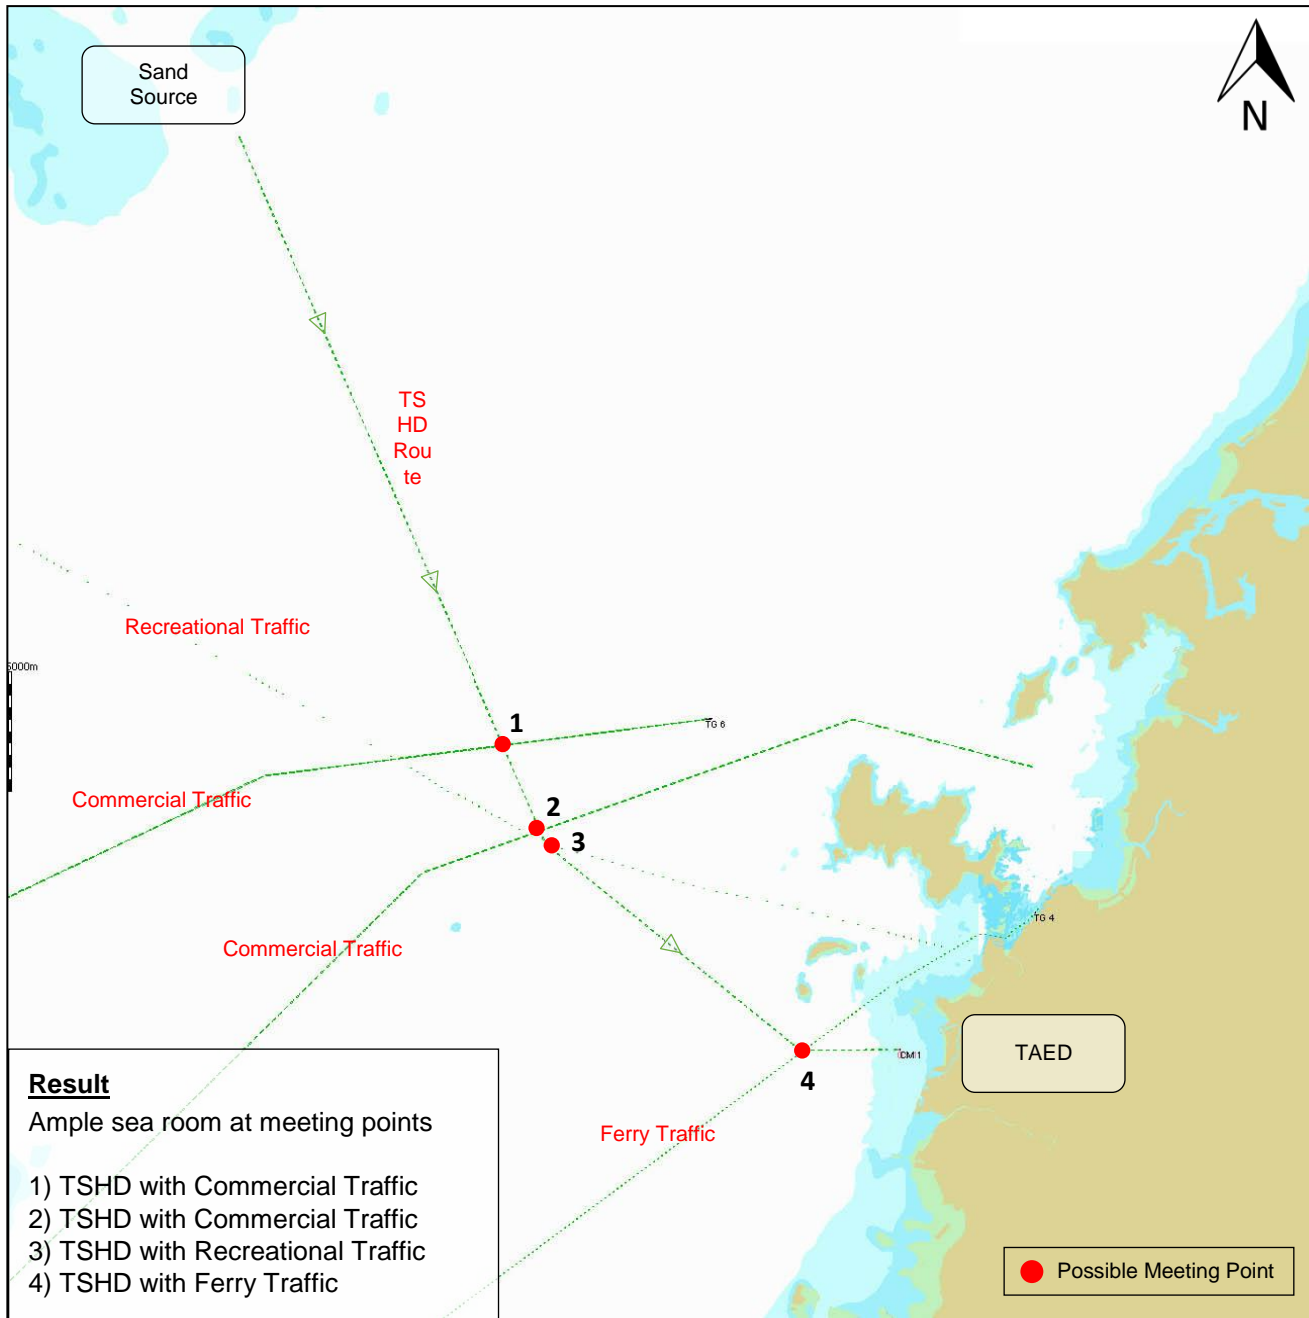 Sand
Source
N
TS
HD
Rou
te
Recreational Traffic
5000m
1
TG 6
Commercial Traffic
2
3
TG 4
Commercial Traffic
CM1
TAED
4
Ferry Traffic
Result
Ample sea room at meeting points
1) TSHD with Commercial Traffic
2) TSHD with Commercial Traffic
3) TSHD with Recreational Traffic
4) TSHD with Ferry Traffic
Possible Meeting Point